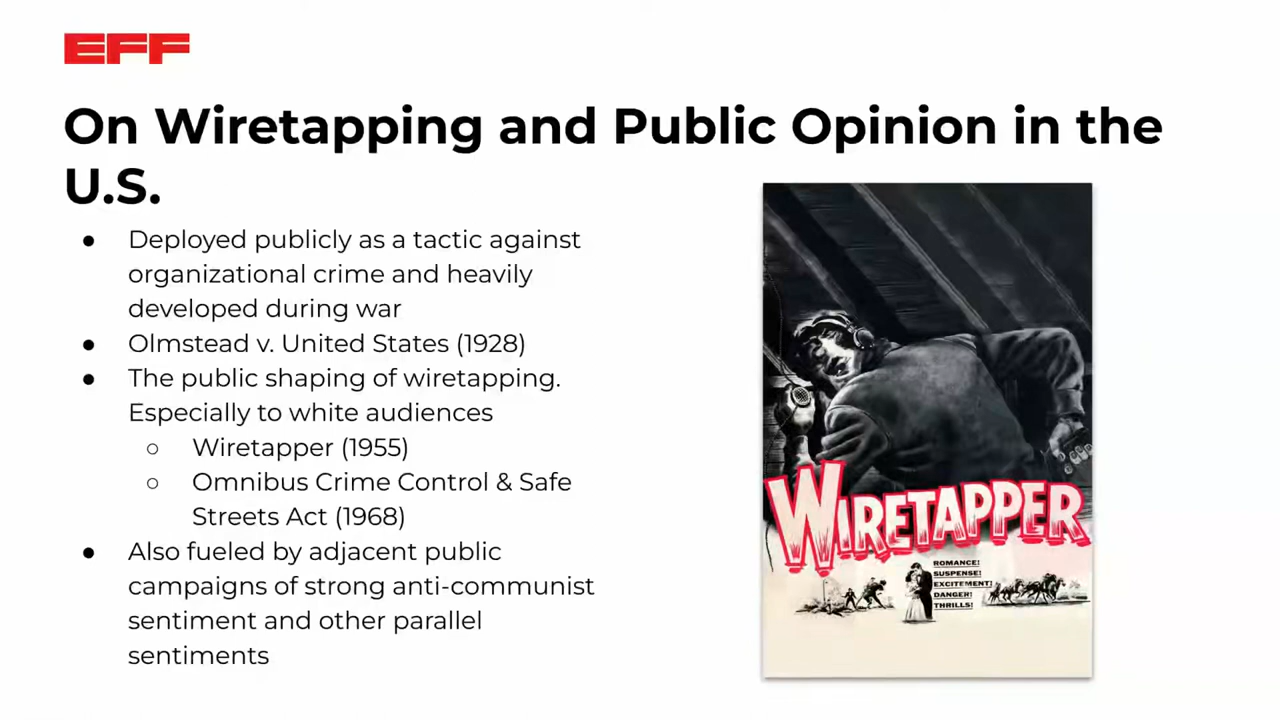 EFF
On Wiretapping and Public Opinion in the
U.S.
● Deployed publicly as a tactic against
organizational crime and heavily
developed during war
● Olmstead v. United States (1928)
● The public shaping of wiretapping.
Especially to white audiences
○ Wiretapper (1955)
○ Omnibus Crime Control & Safe
Streets Act (1968)
● Also fueled by adjacent public
campaigns of strong anti-communist
sentiment and other parallel
sentiments
WIRETAPPER
ROMANCE!
SUSPENSE!
EXCITEMENT!
DANGER!
THRILLS!